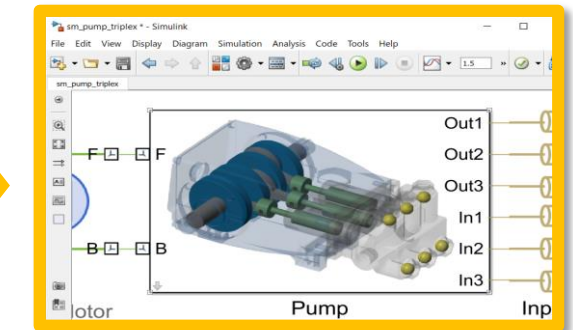 sm_pump_triplex * - Simulink
File Edit View Display Diagram Simulation Analysis Code Tools Help
1.5 »
sm_pump_triplex
Out1
F F Out2
Out3
In1
B B In2
In3
Motor Pump Inp